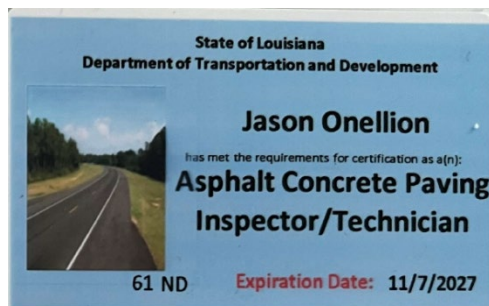 State of Louisiana
Department of Transportation and Development
Jason Onellion
has met the requirements for certification as a(n):
Asphalt Concrete Paving
Inspector/Technician
61 ND
Expiration Date: 11/7/2027